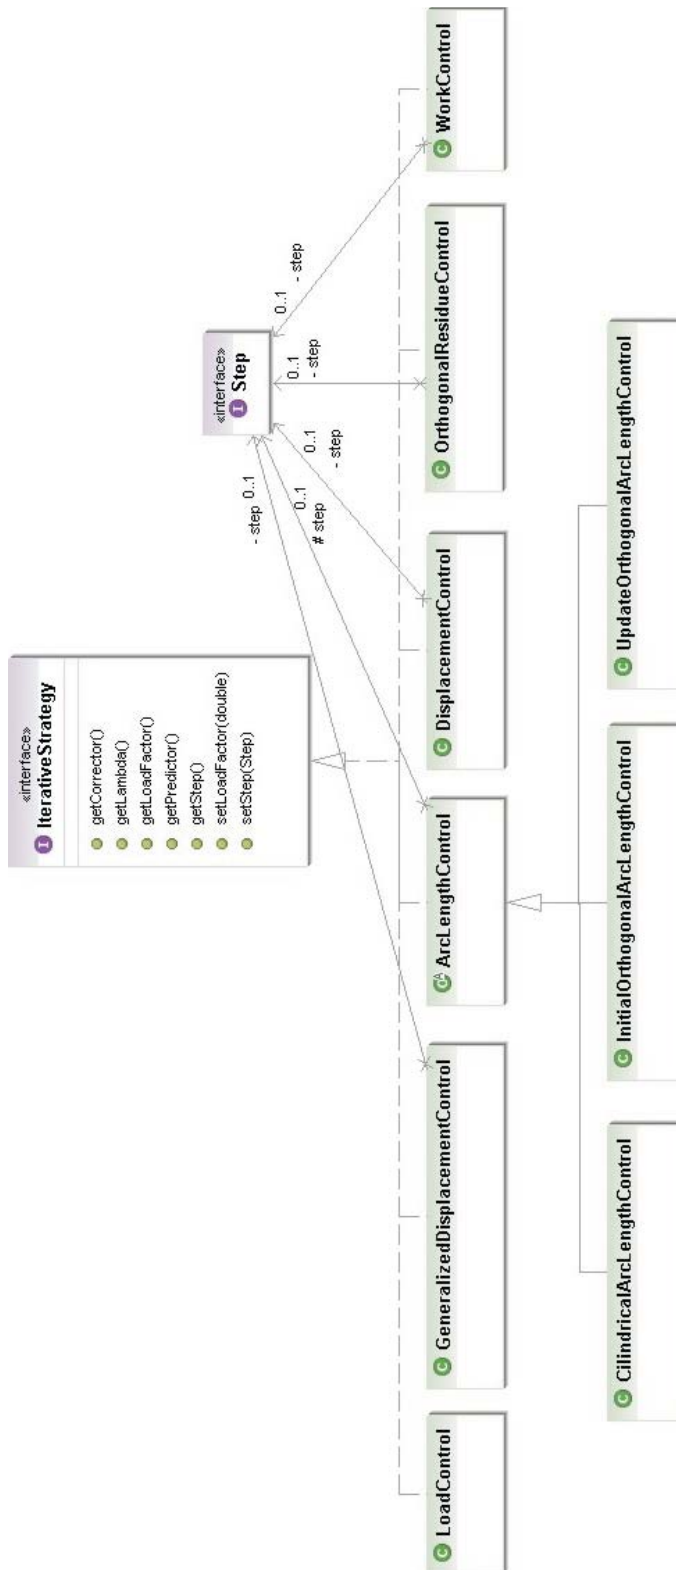 «interface»
IterativeStrategy
getCorrector()
getLambda()
getLoadFactor()
getPredictor()
getStep()
setLoadFactor(double)
setStep(Step)
«interface»
Step
- step 0..1
0..1
# step
0..1
- step
0..1
- step
0..1
- step
LoadControl
GeneralizedDisplacementControl
ArcLengthControl
DisplacementControl
OrthogonalResidueControl
WorkControl
CilindricalArcLengthControl
InitialOrthogonalArcLengthControl
UpdateOrthogonalArcLengthControl